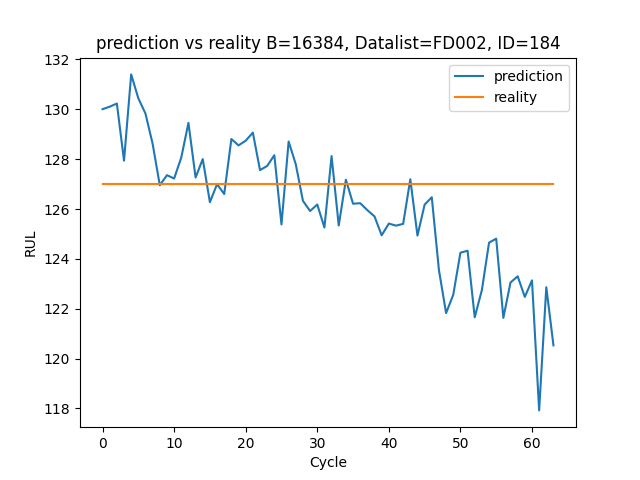 prediction vs reality B=16384, Datalist=FD002, ID=184
prediction
reality
RUL
132
130
128
126
124
122
120
118
0 10 20 30 40 50 60
Cycle